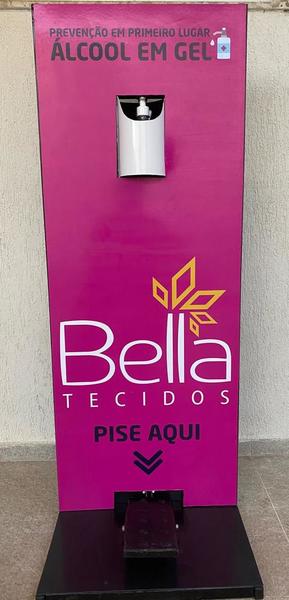 PREVENÇÃO EM PRIMEIRO LUGAR
ÁLCOOL EM GEL
Bella
TECIDOS
PISE AQUI